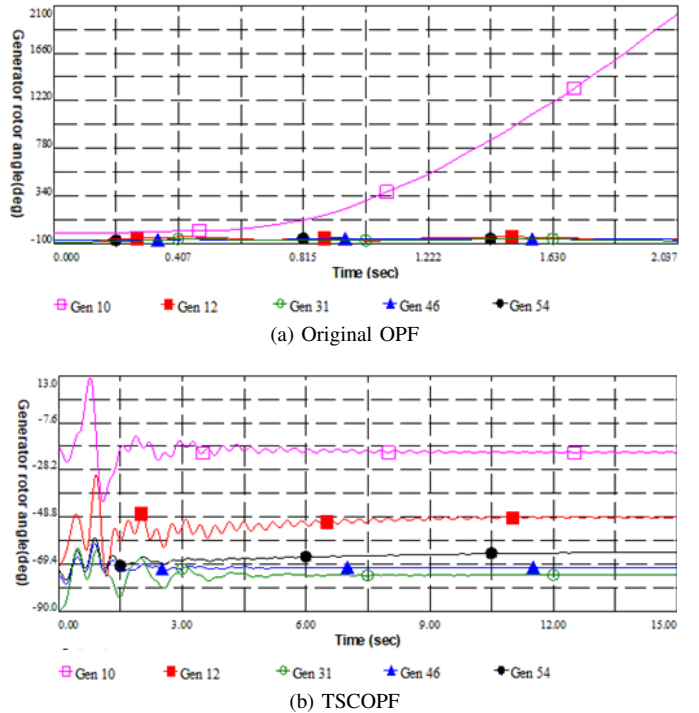 Generator rotor angle(deg)
2100
1660
1220
780
340
-100
0.000 0.407 0.815 1.222 1.630 2.037
Time (sec)
Gen 10 Gen 12 Gen 31 Gen 46 Gen 54
(a) Original OPF
Generator rotor angle(deg)
13.0
-7.6
-28.2
-48.8
-69.4
-90.0
0.00 3.00 6.00 9.00 12.00 15.00
Time (sec)
Gen 10 Gen 12 Gen 31 Gen 46 Gen 54
(b) TSCOPF